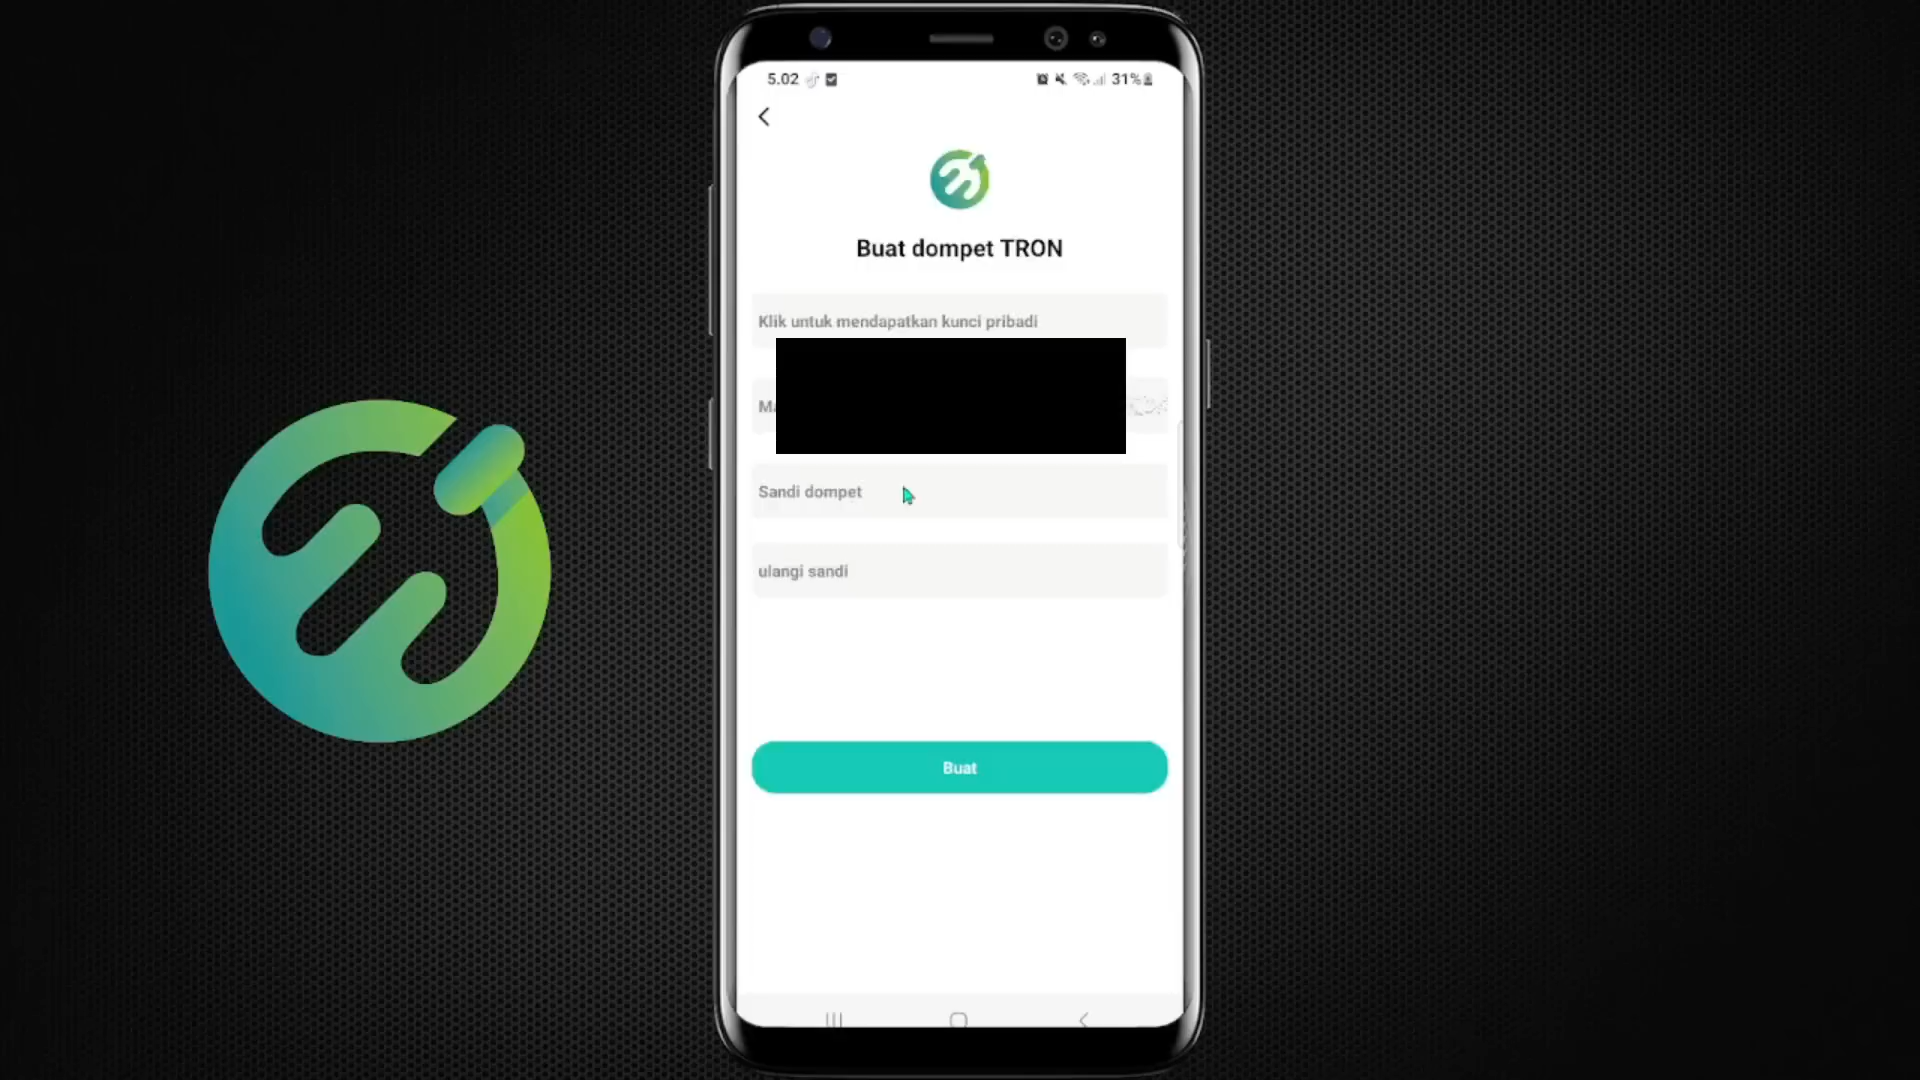 5.02
31%
Buat dompet TRON
Klik untuk mendapatkan kunci pribadi
Sandi dompet
ulangi sandi
Buat